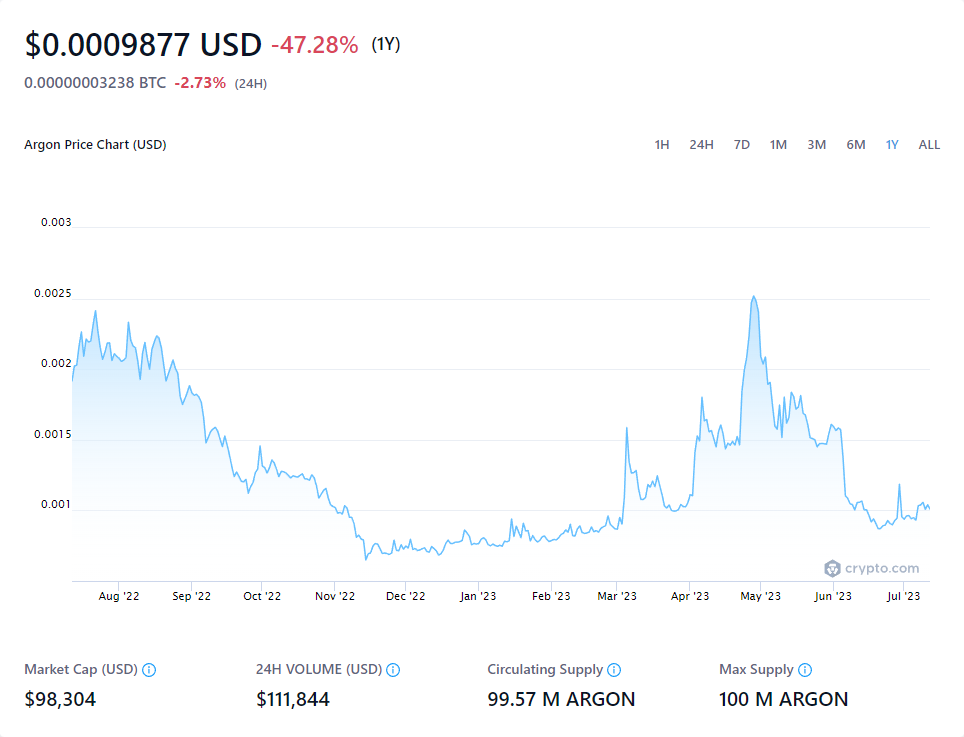 $0.0009877 USD -47.28% (1Y)
0.00000003238 BTC -2.73% (24H)
Argon Price Chart (USD) 1H 24H 7D 1M 3M 6M 1Y ALL
0.003
0.0025
0.002
0.0015
0.001
crypto.com
Aug '22 Sep '22 Oct '22 Nov '22 Dec '22 Jan '23 Feb '23 Mar '23 Apr '23 May '23 Jun '23 Jul '23
Market Cap (USD) 24H VOLUME (USD) Circulating Supply Max Supply
$98,304 $111,844 99.57 M ARGON 100 M ARGON